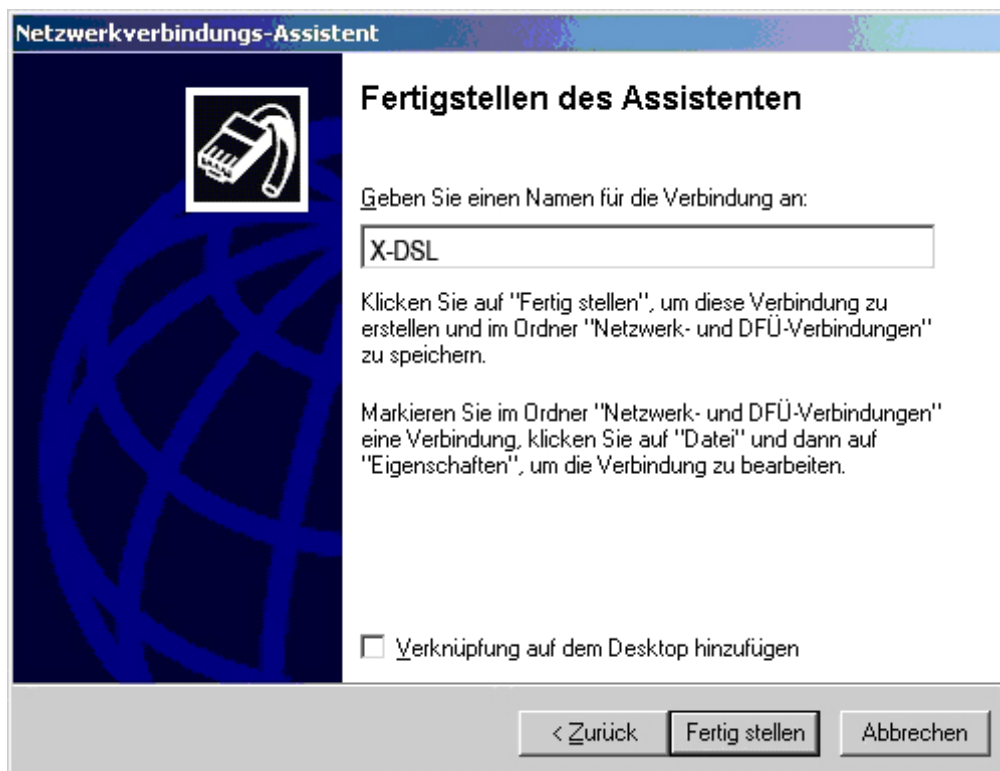 Netzwerkverbindungs-Assistent
Fertigstellen des Assistenten
Geben Sie einen Namen für die Verbindung an:
X-DSL
Klicken Sie auf "Fertig stellen", um diese Verbindung zu
erstellen und im Ordner "Netzwerk- und DFÜ-Verbindungen"
zu speichern.
Markieren Sie im Ordner "Netzwerk- und DFÜ-Verbindungen"
eine Verbindung, klicken Sie auf "Datei" und dann auf
"Eigenschaften", um die Verbindung zu bearbeiten.
Verknüpfung auf dem Desktop hinzufügen
< Zurück Fertig stellen Abbrechen